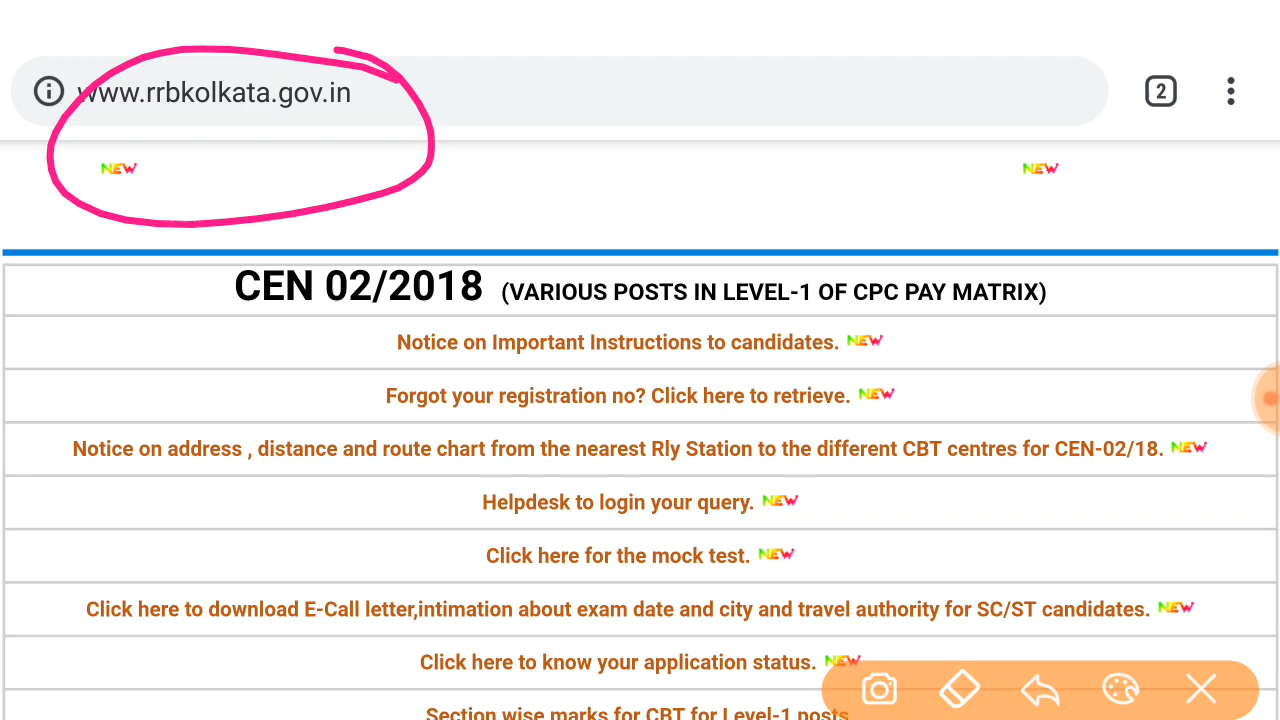 www.rrbkolkata.gov.in
2
NEW NEW
CEN 02/2018 (VARIOUS POSTS IN LEVEL-1 OF CPC PAY MATRIX)
Notice on Important Instructions to candidates. NEW
Forgot your registration no? Click here to retrieve. NEW
Notice on address , distance and route chart from the nearest Rly Station to the different CBT centres for CEN-02/18. NEW
Helpdesk to login your query. NEW
Click here for the mock test. NEW
Click here to download E-Call letter,intimation about exam date and city and travel authority for SC/ST candidates. NEW
Click here to know your application status. NEW
Section wise marks for CBT for Level-1 posts